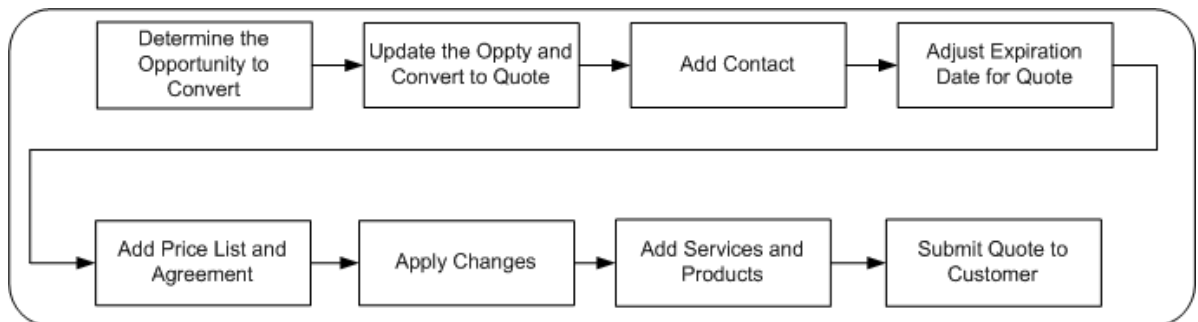 Determine the
Opportunity to
Convert
Update the Oppty and
Convert to Quote
Add Contact
Adjust Expiration
Date for Quote
Add Price List and
Agreement
Apply Changes
Add Services and
Products
Submit Quote to
Customer